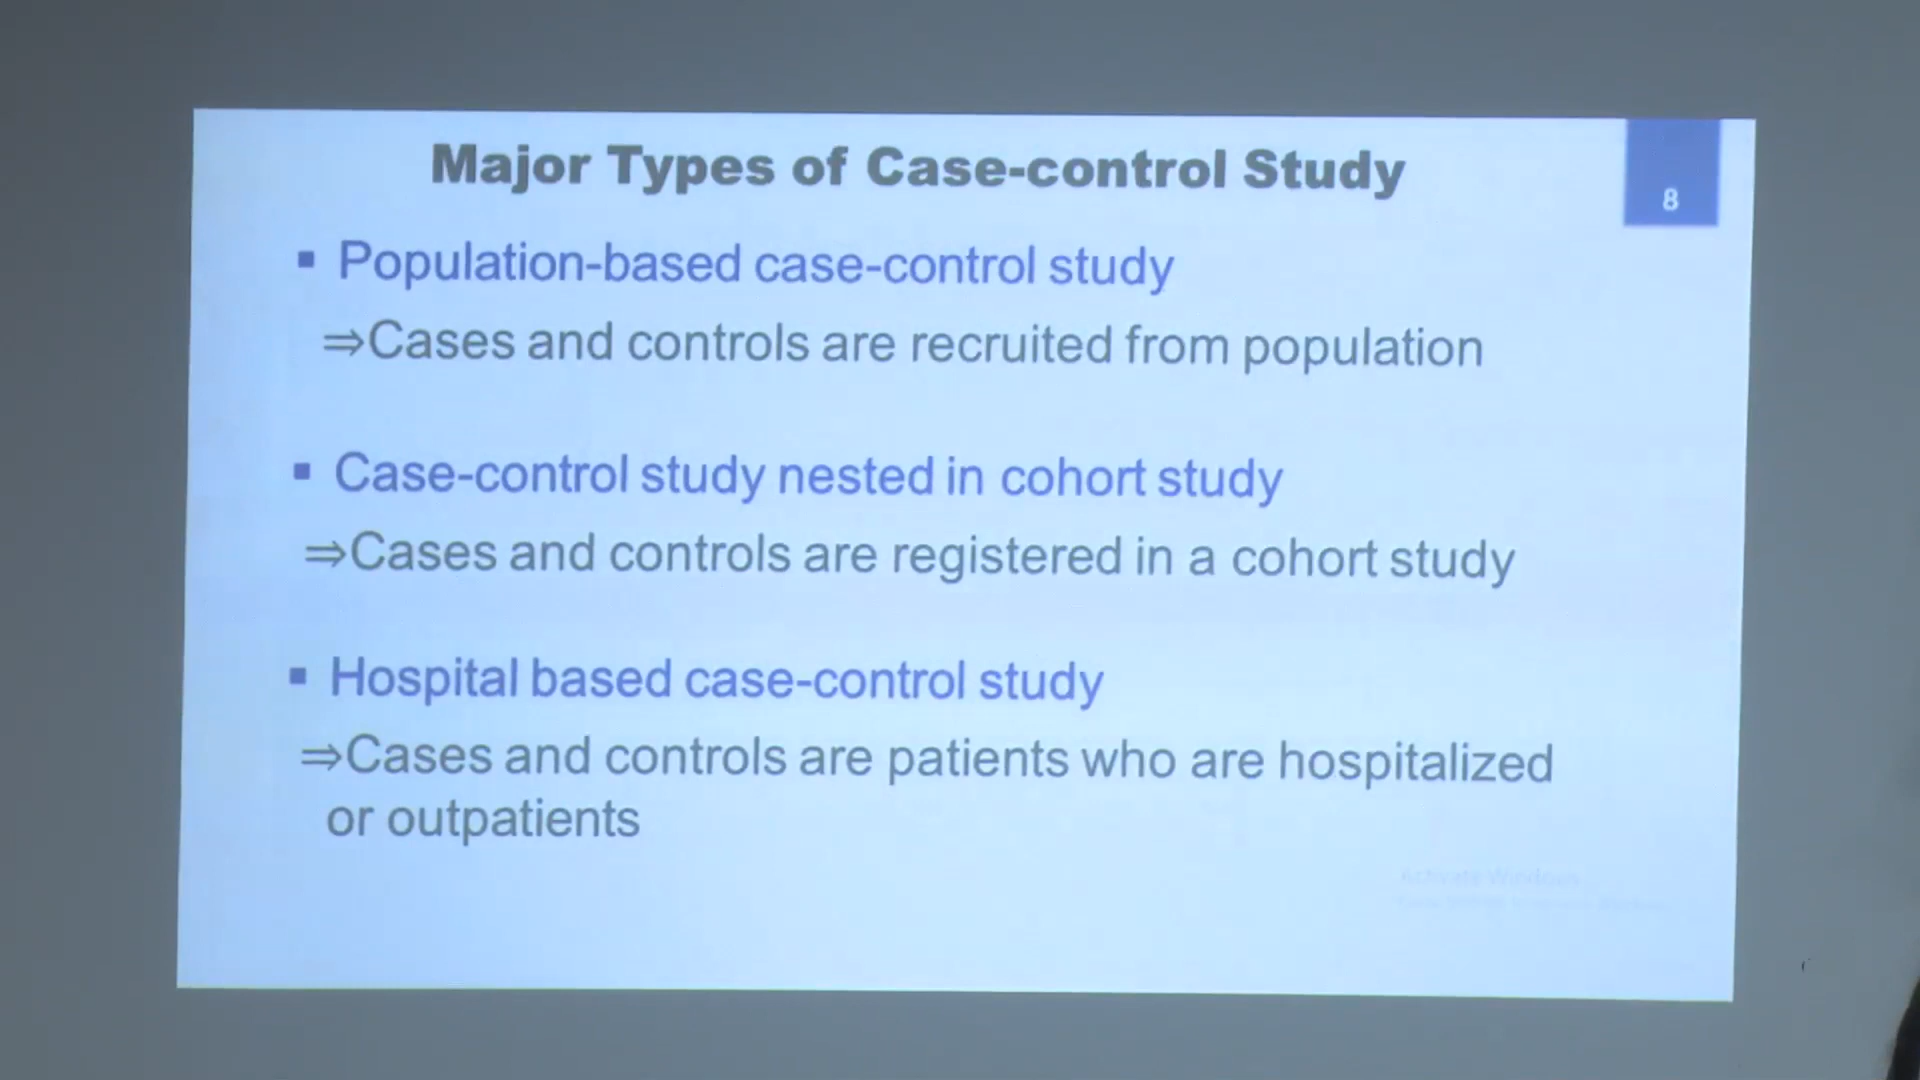 Major Types of Case-control Study
8
▪ Population-based case-control study
⇒Cases and controls are recruited from population
▪ Case-control study nested in cohort study
⇒Cases and controls are registered in a cohort study
▪ Hospital based case-control study
⇒Cases and controls are patients who are hospitalized
or outpatients
Activate Windows